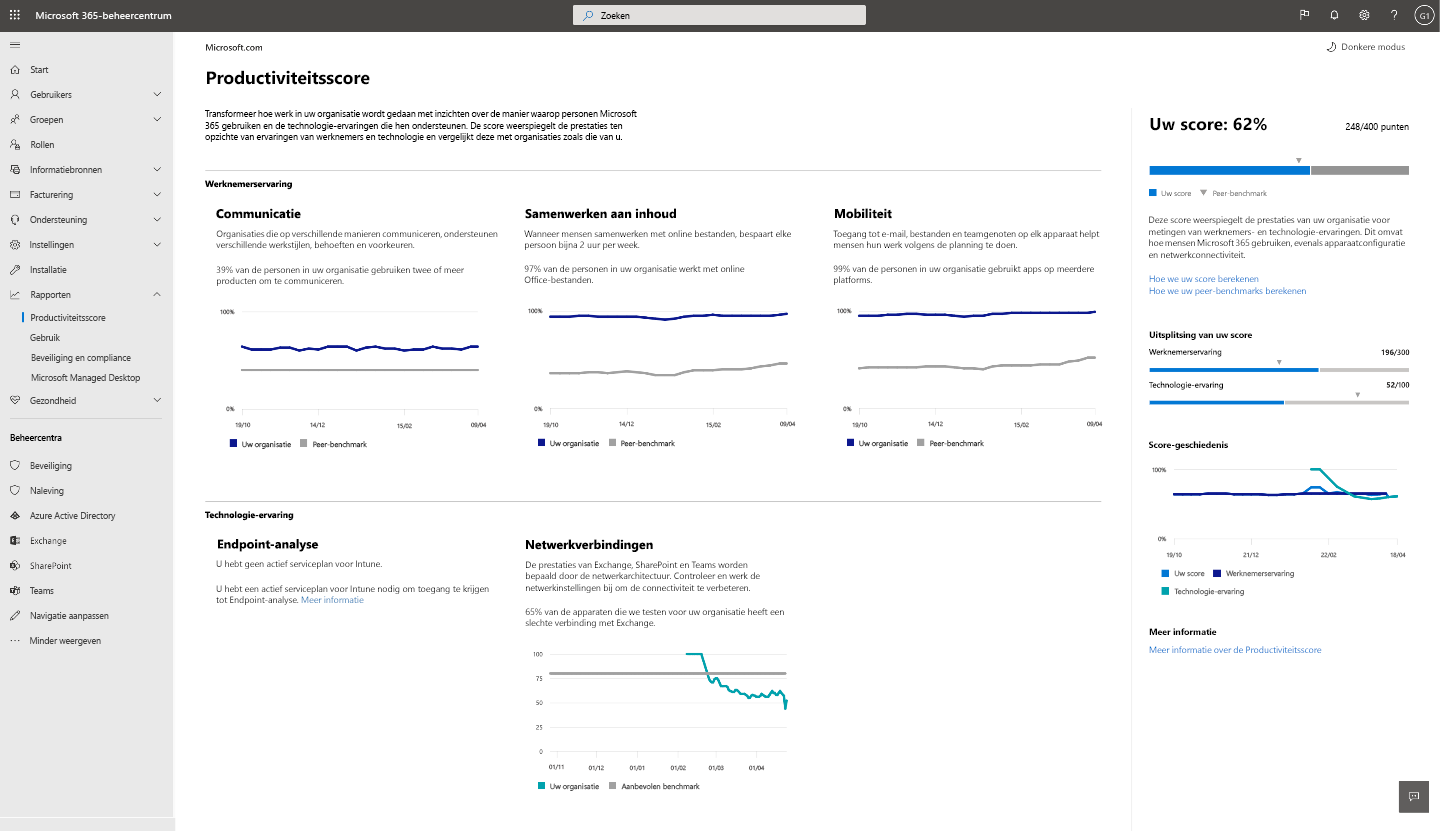 Microsoft 365-beheercentrum
Zoeken
G1
Start
Gebruikers
Groepen
Rollen
Informatiebronnen
Facturering
Ondersteuning
Instellingen
Installatie
Rapporten
Productiviteitsscore
Gebruik
Beveiliging en compliance
Microsoft Managed Desktop
Gezondheid
Beheercentra
Beveiliging
Naleving
Azure Active Directory
Exchange
SharePoint
Teams
Navigatie aanpassen
Minder weergeven
Microsoft.com
Donkere modus
Productiviteitsscore
Transformeer hoe werk in uw organisatie wordt gedaan met inzichten over de manier waarop personen Microsoft
365 gebruiken en de technologie-ervaringen die hen ondersteunen. De score weerspiegelt de prestaties ten
opzichte van ervaringen van werknemers en technologie en vergelijkt deze met organisaties zoals die van u.
Werknemerservaring
Communicatie
Organisaties die op verschillende manieren communiceren, ondersteunen
verschillende werkstijlen, behoeften en voorkeuren.
39% van de personen in uw organisatie gebruiken twee of meer
producten om te communiceren.
100%
0%
19/10 14/12 15/02 09/04
Uw organisatie Peer-benchmark
Samenwerken aan inhoud
Wanneer mensen samenwerken met online bestanden, bespaart elke
persoon bijna 2 uur per week.
97% van de personen in uw organisatie werkt met online
Office-bestanden.
100%
0%
19/10 14/12 15/02 09/04
Uw organisatie Peer-benchmark
Mobiliteit
Toegang tot e-mail, bestanden en teamgenoten op elk apparaat helpt
mensen hun werk volgens de planning te doen.
99% van de personen in uw organisatie gebruikt apps op meerdere
platforms.
100%
0%
19/10 14/12 15/02 09/04
Uw organisatie Peer-benchmark
Technologie-ervaring
Endpoint-analyse
U hebt geen actief serviceplan voor Intune.
U hebt een actief serviceplan voor Intune nodig om toegang te krijgen
tot Endpoint-analyse. Meer informatie
Netwerkverbindingen
De prestaties van Exchange, SharePoint en Teams worden
bepaald door de netwerkarchitectuur. Controleer en werk de
netwerkinstellingen bij om de connectiviteit te verbeteren.
65% van de apparaten die we testen voor uw organisatie heeft een
slechte verbinding met Exchange.
100
75
50
25
0
01/11 01/12 01/01 01/02 01/03 01/04
Uw organisatie Aanbevolen benchmark
Uw score: 62%
248/400 punten
Uw score Peer-benchmark
Deze score weerspiegelt de prestaties van uw organisatie voor
metingen van werknemers- en technologie-ervaringen. Dit omvat
hoe mensen Microsoft 365 gebruiken, evenals apparaatconfiguratie
en netwerkconnectiviteit.
Hoe we uw score berekenen
Hoe we uw peer-benchmarks berekenen
Uitsplitsing van uw score
Werknemerservaring 196/300
Technologie-ervaring 52/100
Score-geschiedenis
100%
0%
19/10 21/12 22/02 18/04
Uw score Werknemerservaring
Technologie-ervaring
Meer informatie
Meer informatie over de Productiviteitsscore